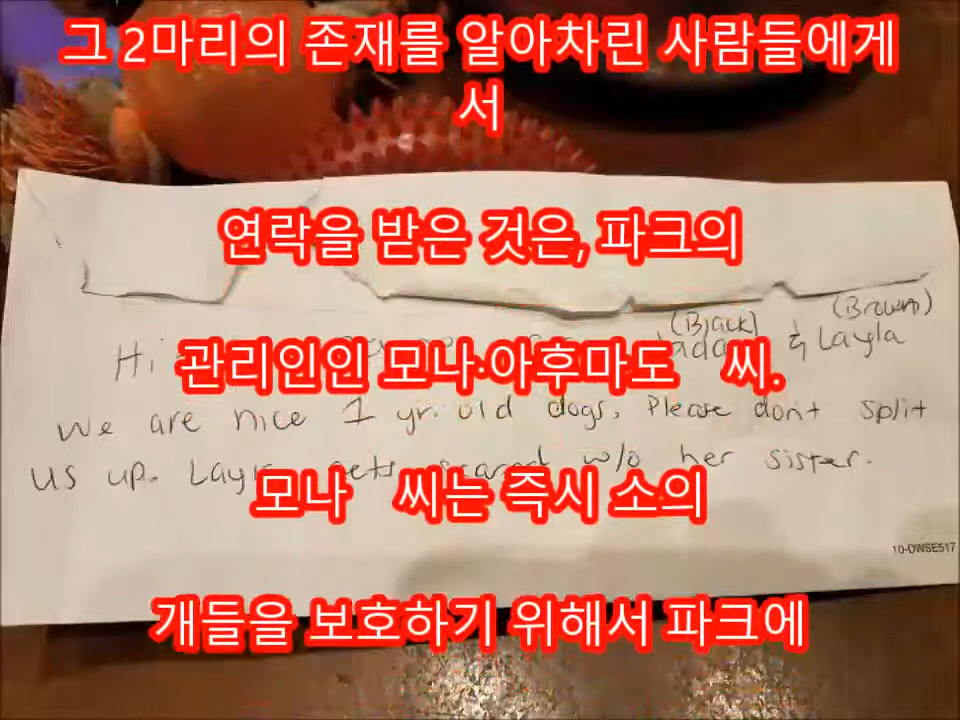 그 2마리의 존재를 알아차린 사람들에게
서
연락을 받은 것은, 파크의
(Brown)
(Black)
Hi & Layla
관리인인 모나·아후마도 씨.
we are nice 1 yr. old dogs. Please don't split
us up. gets scared w/o her sister.
모나 씨는 즉시 소의
10-DWSE517
개들을 보호하기 위해서 파크에